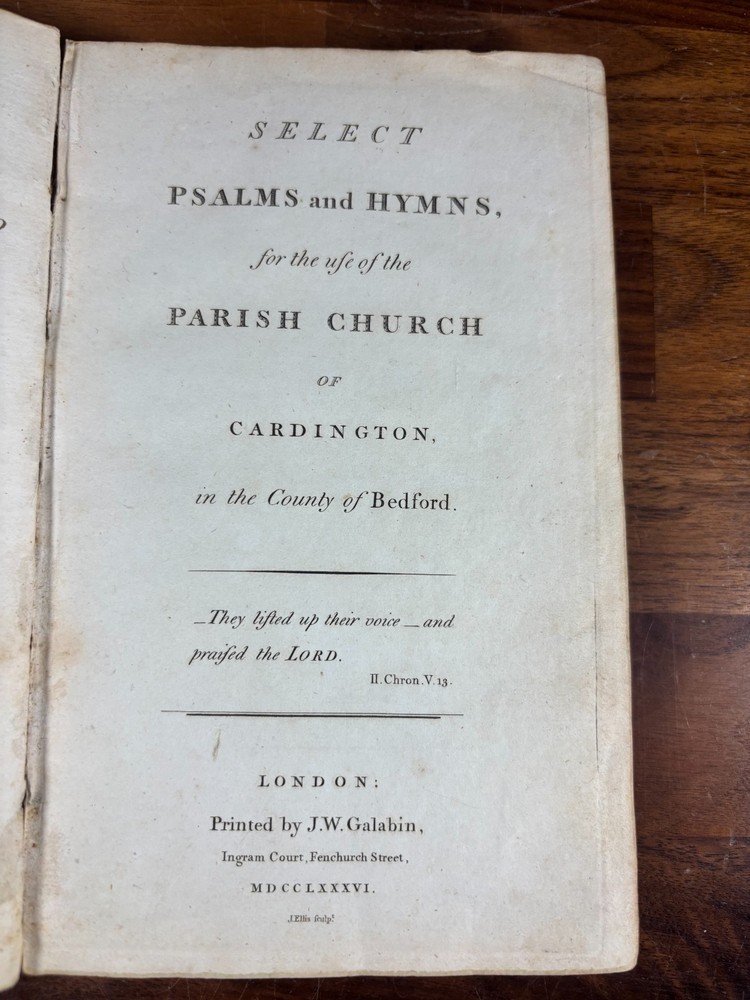 SELECT
PSALMS and HYMNS,
for the uſe of the
PARISH CHURCH
OF
CARDINGTON,
in the County of Bedford.
_They lifted up their voice _ and
praiſed the LORD.
II. Chron. V. 13.
LONDON:
Printed by J.W. Galabin,
Ingram Court, Fenchurch Street,
MDCCLXXXVI.
J. Ellis ſculpt.